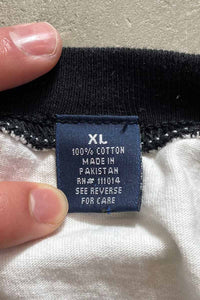 XL
100% COTTON
MADE IN
PAKISTAN
RN# 111014
SEE REVERSE
FOR CARE